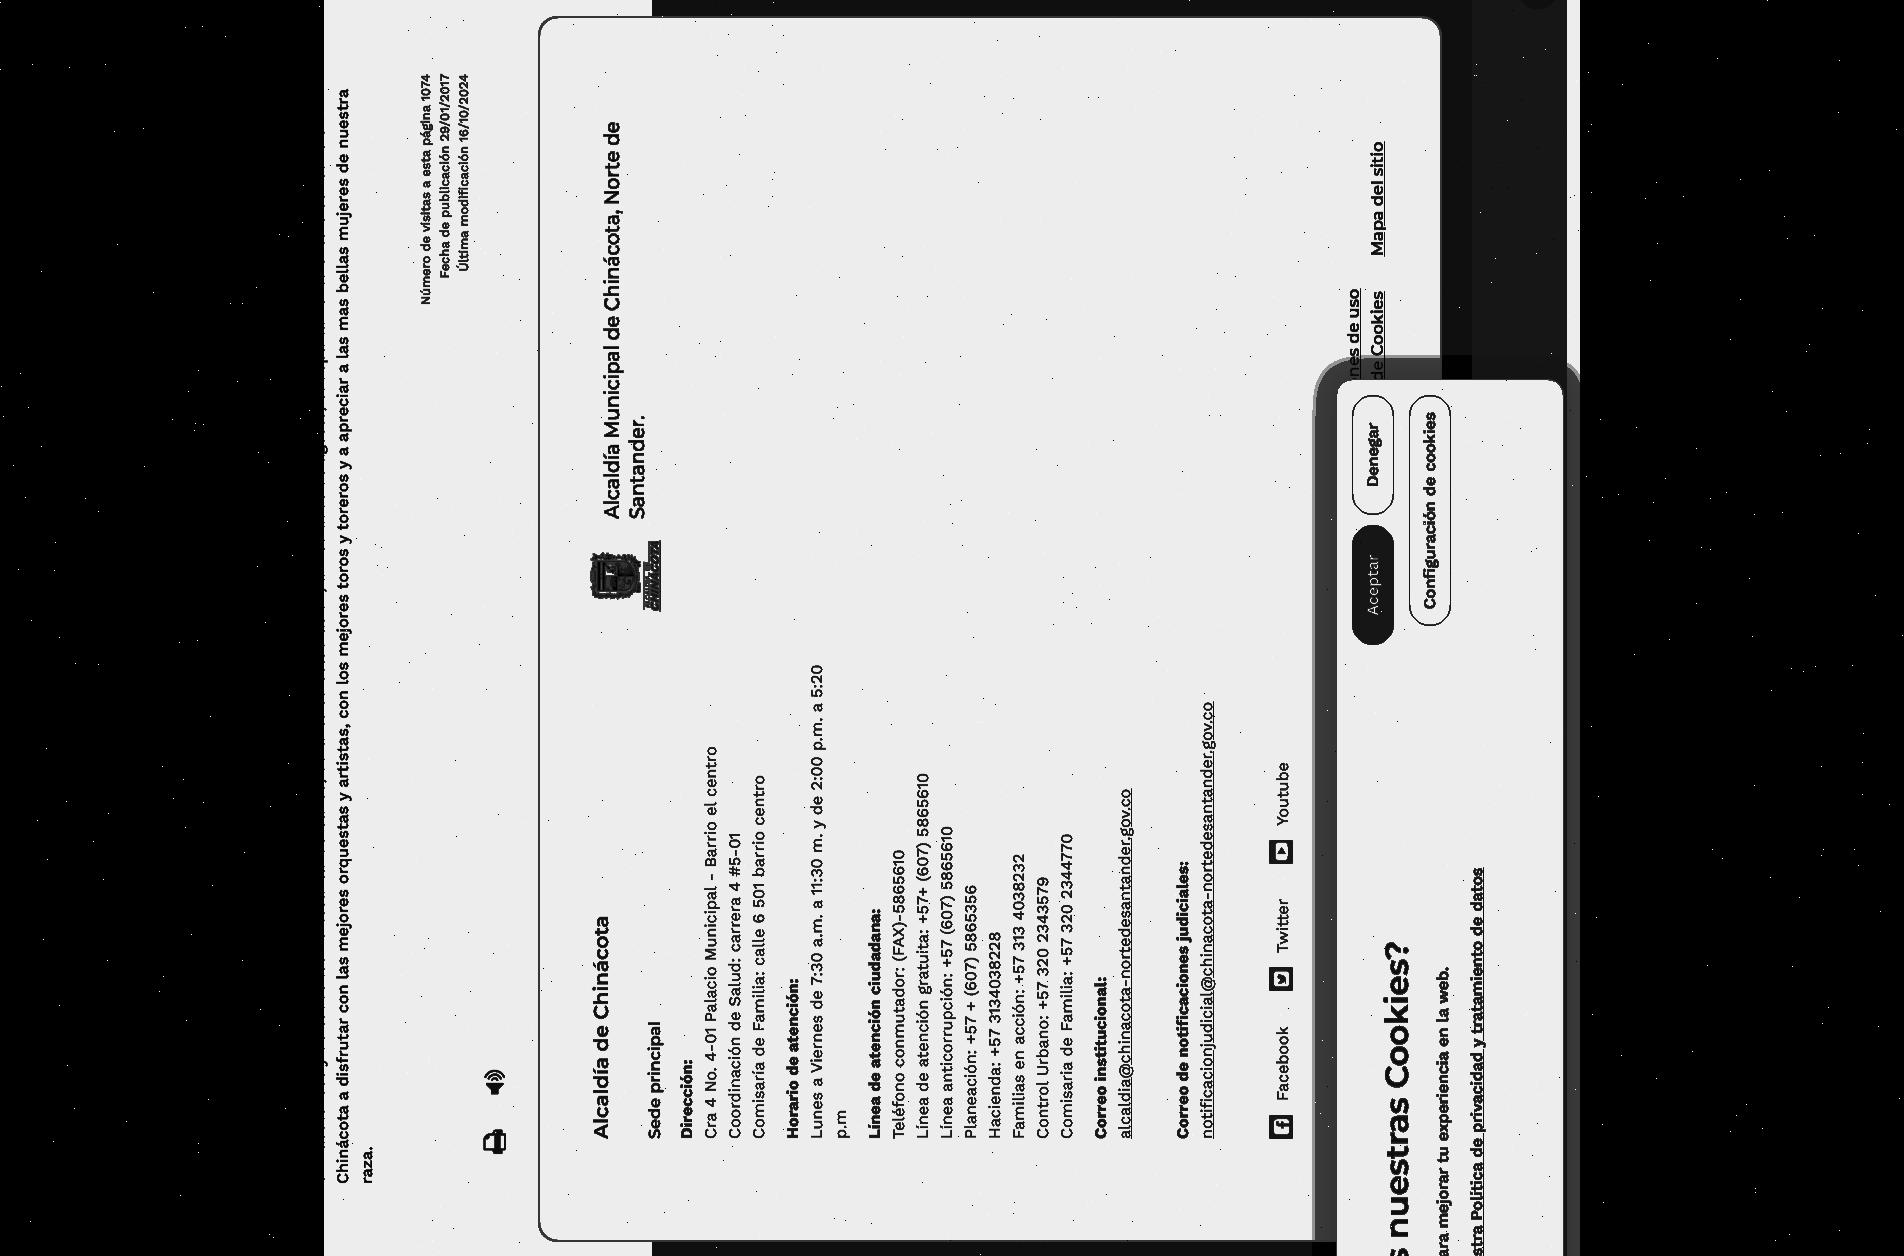 Chinácota a disfrutar con las mejores orquestas y artistas, con los mejores toros y toreros y a apreciar a las mas bellas mujeres de nuestra
raza.
Número de visitas a esta página 1074
Fecha de publicación 29/01/2017
Última modificación 16/10/2024
Alcaldía Municipal de Chinácota, Norte de
Santander.
Alcaldía de Chinácota
Sede principal
Dirección:
Cra 4 No. 4-01 Palacio Municipal - Barrio el centro
Coordinación de Salud: carrera 4 #5-01
Comisaría de Familia: calle 6 501 barrio centro
Horario de atención:
Lunes a Viernes de 7:30 a.m. a 11:30 m. y de 2:00 p.m. a 5:20
p.m
Línea de atención ciudadana:
Teléfono conmutador: (FAX)-5865610
Línea de atención gratuita: +57+ (607) 5865610
Línea anticorrupción: +57 (607) 5865610
Planeación: +57 + (607) 5865356
Hacienda: +57 3134038228
Familias en acción: +57 313 4038232
Control Urbano: +57 320 2343579
Comisaria de Familia: +57 320 2344770
Correo institucional:
alcaldia@chinacota-nortedesantander.gov.co
Correo de notificaciones judiciales:
notificacionjudicial@chinacota-nortedesantander.gov.co
Facebook Twitter Youtube
de uso
de Cookies Mapa del sitio
nuestras Cookies?
mejorar tu experiencia en la web.
Política de privacidad y tratamiento de datos
Aceptar Denegar
Configuración de cookies